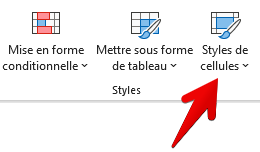 Mise en forme
conditionnelle
Mettre sous forme
de tableau
Styles de
cellules
Styles